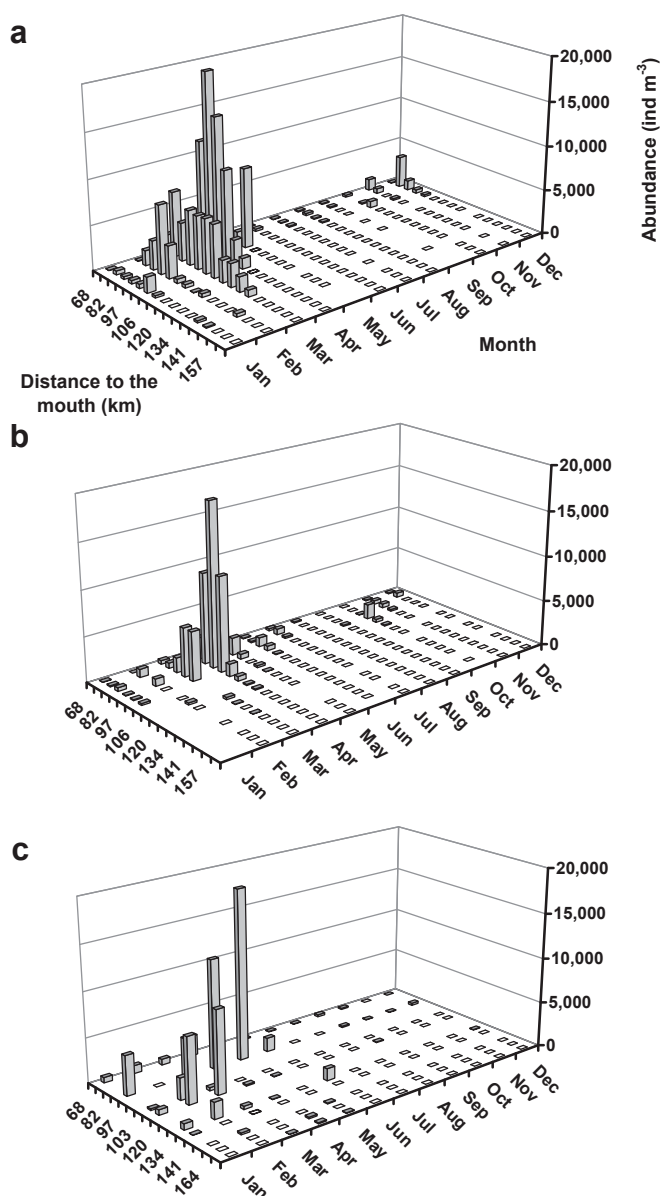 a
20,000
15,000
10,000
5,000
0
Abundance (ind m-3)
68
82
97
106
120
134
141
157
Jan
Feb
Mar
Apr
May
Jun
Jul
Aug
Sep
Oct
Nov
Dec
Month
Distance to the
mouth (km)
b
20,000
15,000
10,000
5,000
0
68
82
97
106
120
134
141
157
Jan
Feb
Mar
Apr
May
Jun
Jul
Aug
Sep
Oct
Nov
Dec
c
20,000
15,000
10,000
5,000
0
68
82
97
103
120
134
141
164
Jan
Feb
Mar
Apr
May
Jun
Jul
Aug
Sep
Oct
Nov
Dec